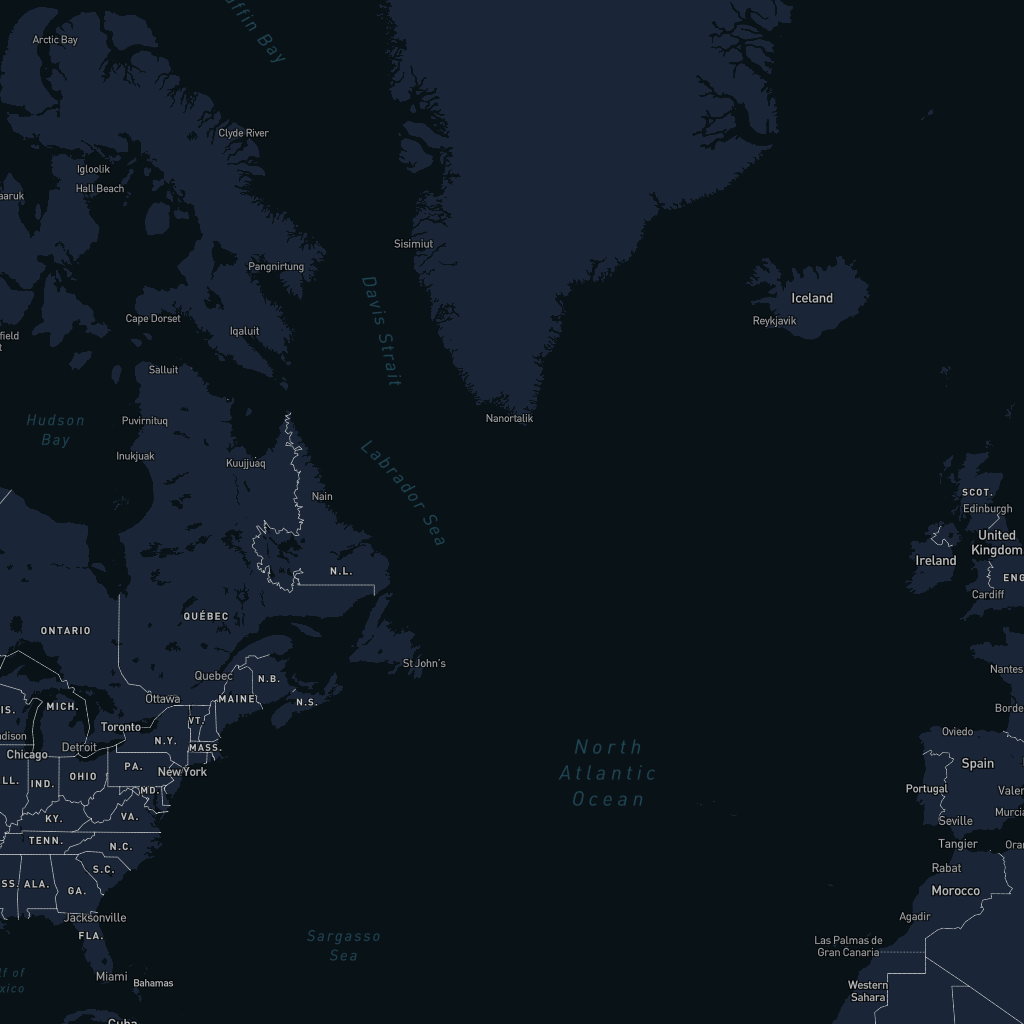 affin Bay
Arctic Bay
Clyde River
Igloolik
Hall Beach
aaruk
Sisimiut
Pangnirtung
Davis Strait
Iceland
Cape Dorset
Reykjavik
Iqaluit
field
t
Salluit
Hudson
Bay
Puvirnituq
Nanortalik
Inukjuak
Kuujjuaq
Labrador Sea
Nain
SCOT.
Edinburgh
United
Kingdom
Ireland
N.L.
ENG
Cardiff
QUÉBEC
ONTARIO
St John's
Nantes
Quebec
N.B.
Ottawa
MAINE
N.S.
MICH.
IS.
Borde
VT.
Toronto
Oviedo
adison
N.Y.
MASS.
Detroit
Chicago
North
Atlantic
Ocean
PA.
New York
Spain
LL.
IND.
OHIO
MD.
Portugal
Valer
KY.
VA.
Seville
Murcia
TENN.
N.C.
Tangier
Oran
S.C.
Rabat
SS.
ALA.
GA.
Morocco
Jacksonville
Agadir
FLA.
Sargasso
Sea
Las Palmas de
Gran Canaria
lf of
xico
Miami
Bahamas
Western
Sahara
Cuba